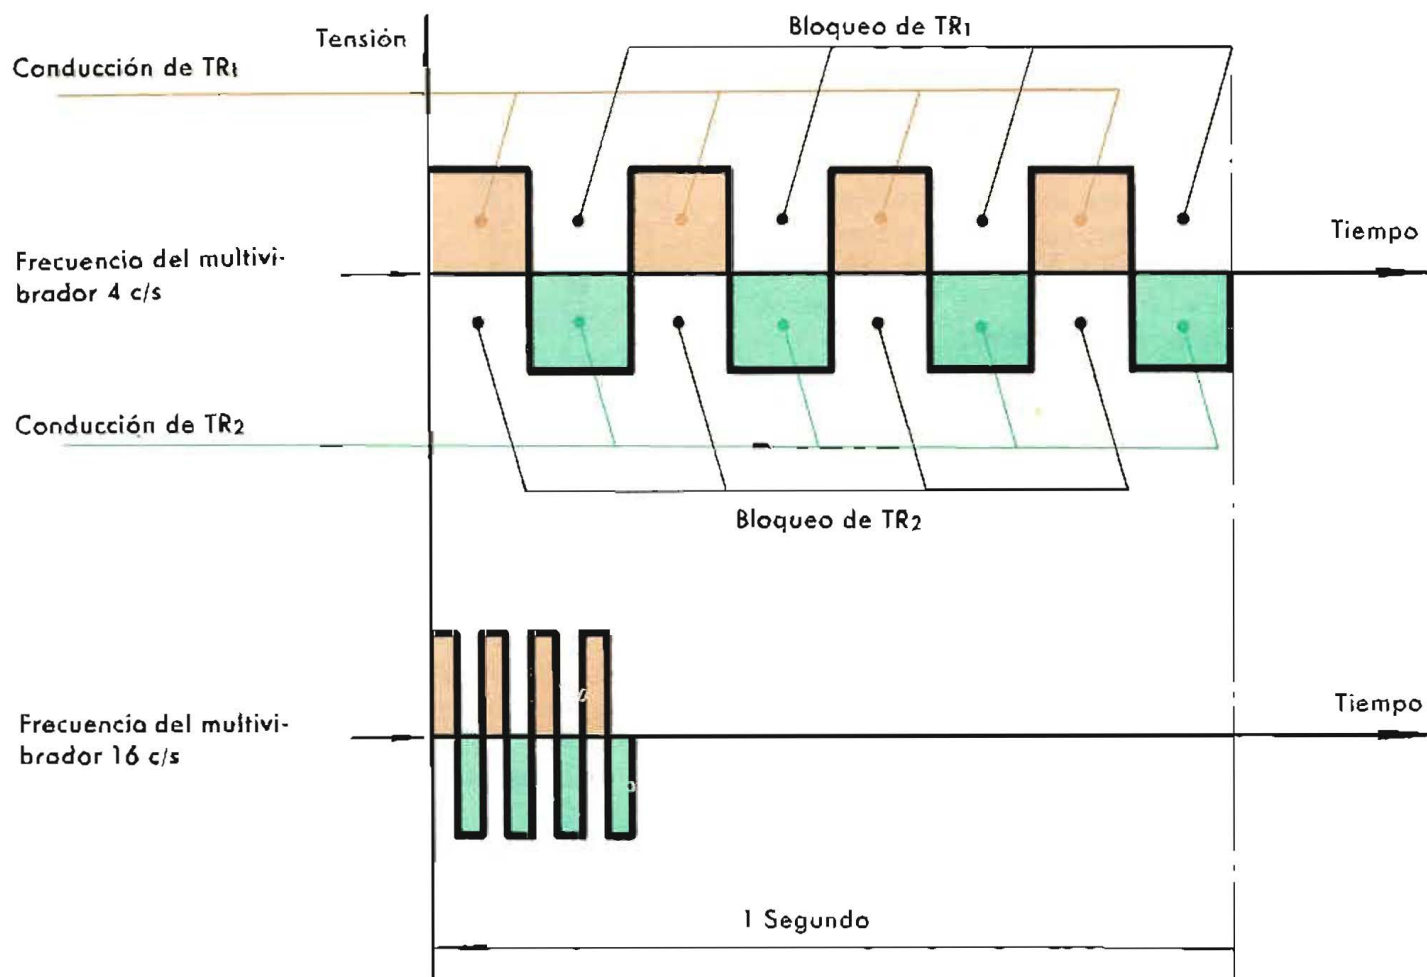 Tensión
Bloqueo de TR1
Conducción de TR1
Tiempo
Frecuencia del multivi-
brador 4 c/s
Conducción de TR2
Bloqueo de TR2
Tiempo
Frecuencia del multivi-
brador 16 c/s
1 Segundo